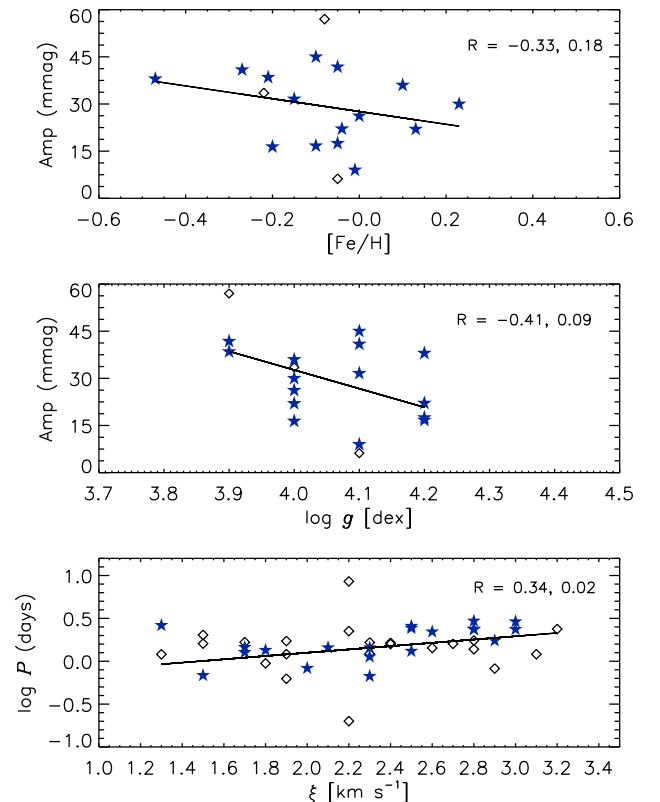 60
45
30
15
0
Amp (mmag)
R = −0.33, 0.18
−0.6 −0.4 −0.2 −0.0 0.2 0.4 0.6
[Fe/H]
60
45
30
15
0
Amp (mmag)
R = −0.41, 0.09
3.7 3.8 3.9 4.0 4.1 4.2 4.3 4.4 4.5
log g [dex]
1.0
0.5
0.0
−0.5
−1.0
log P (days)
R = 0.34, 0.02
1.0 1.2 1.4 1.6 1.8 2.0 2.2 2.4 2.6 2.8 3.0 3.2 3.4
ξ [km s⁻¹]